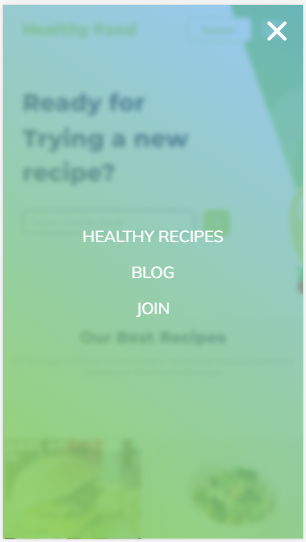 Healthy Food
Ready for
Trying a new
recipe?
HEALTHY RECIPES
BLOG
JOIN
Our Best Recipes